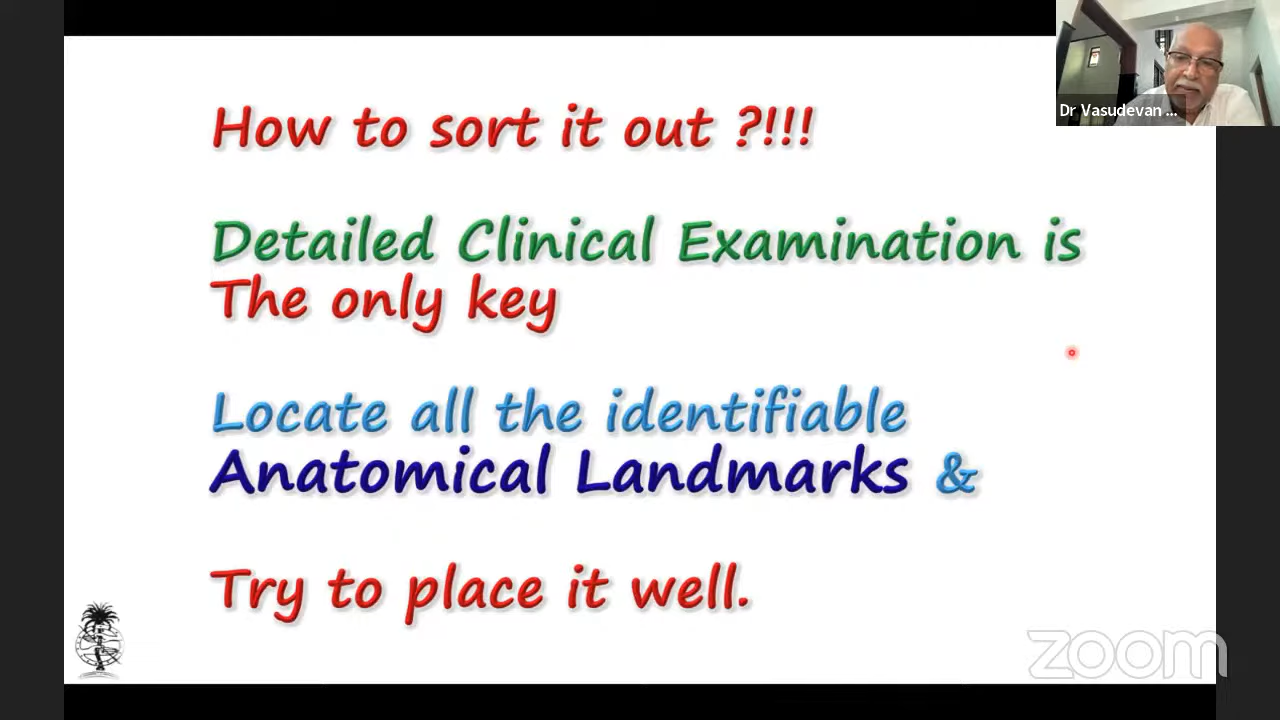 How to sort it out ?!!!
Detailed Clinical Examination is
The only key
Locate all the identifiable
Anatomical Landmarks &
Try to place it well.
Dr Vasudevan ...
zoom